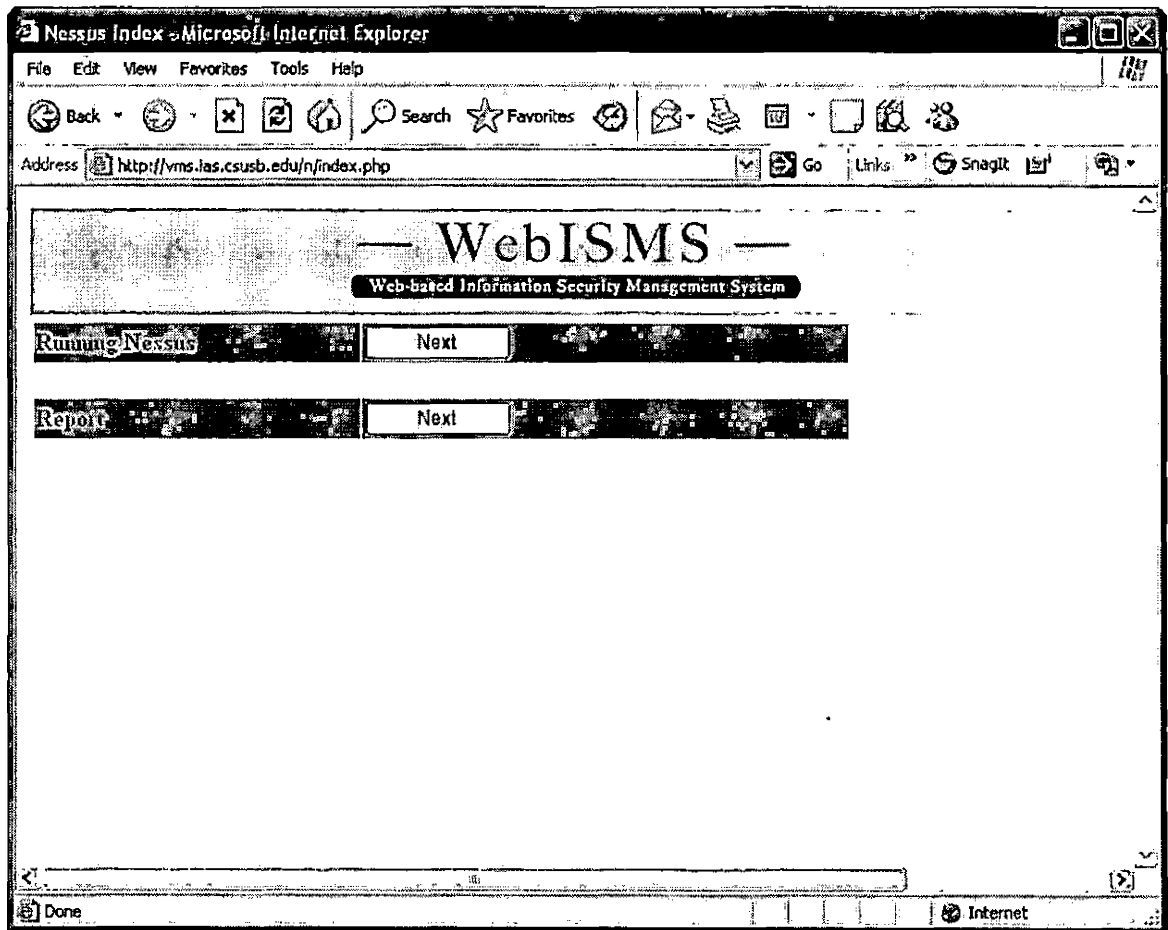 Nessus Index - Microsoft Internet Explorer
File Edit View Favorites Tools Help
Back Search Favorites
Address http://vms.ias.csusb.edu/n/index.php Go Links » SnagIt
— WebISMS —
Web-based Information Security Management System
Running Nessus Next
Report Next
Done Internet